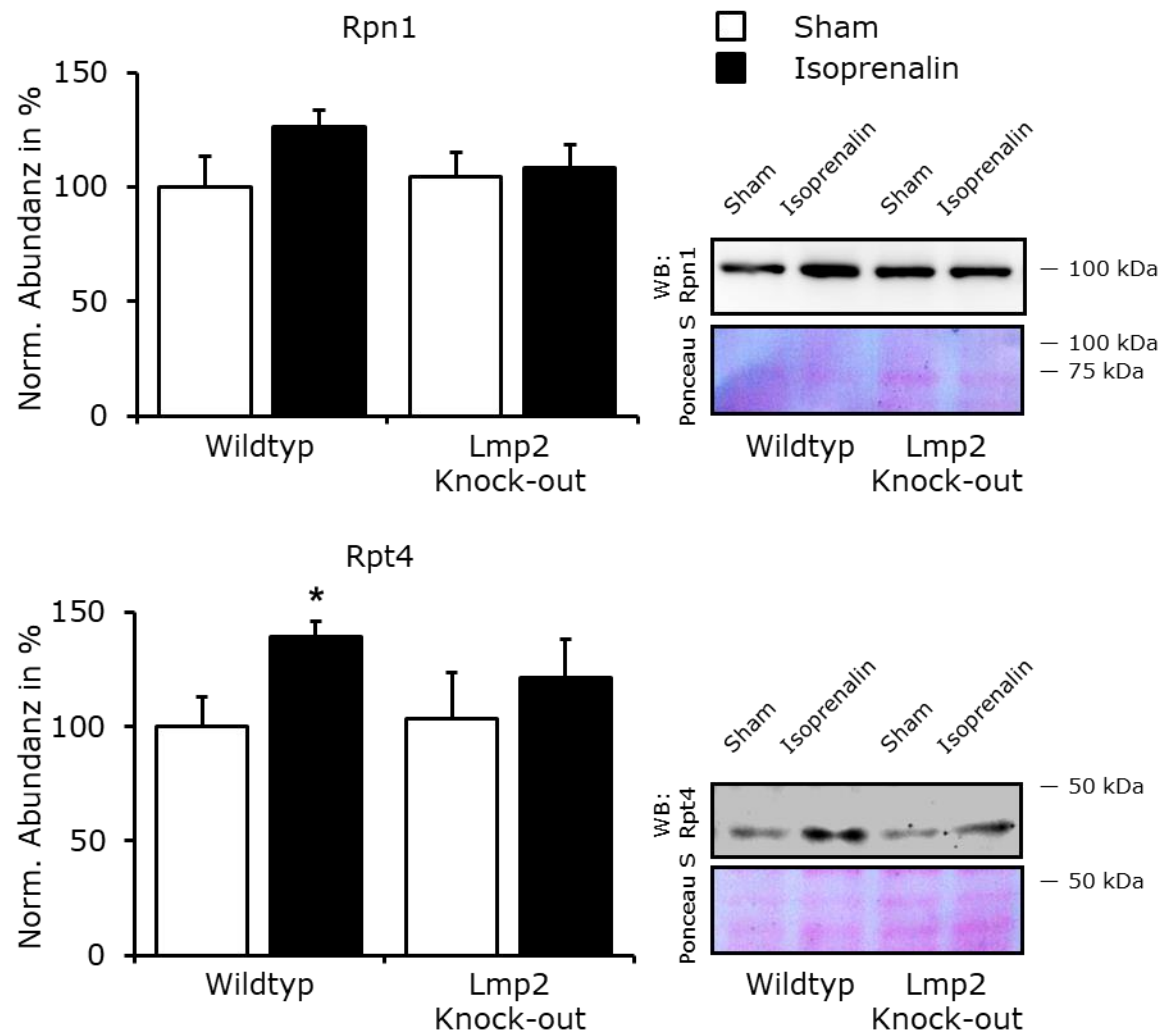 Rpn1
Sham
Isoprenalin
Norm. Abundanz in %
150
100
50
0
Wildtyp
Lmp2
Knock-out
Sham
Isoprenalin
Sham
Isoprenalin
WB:
Rpn1
— 100 kDa
Ponceau S
— 100 kDa
— 75 kDa
Wildtyp
Lmp2
Knock-out
Rpt4
*
Norm. Abundanz in %
150
100
50
0
Wildtyp
Lmp2
Knock-out
Sham
Isoprenalin
Sham
Isoprenalin
WB:
Rpt4
— 50 kDa
Ponceau S
— 50 kDa
Wildtyp
Lmp2
Knock-out